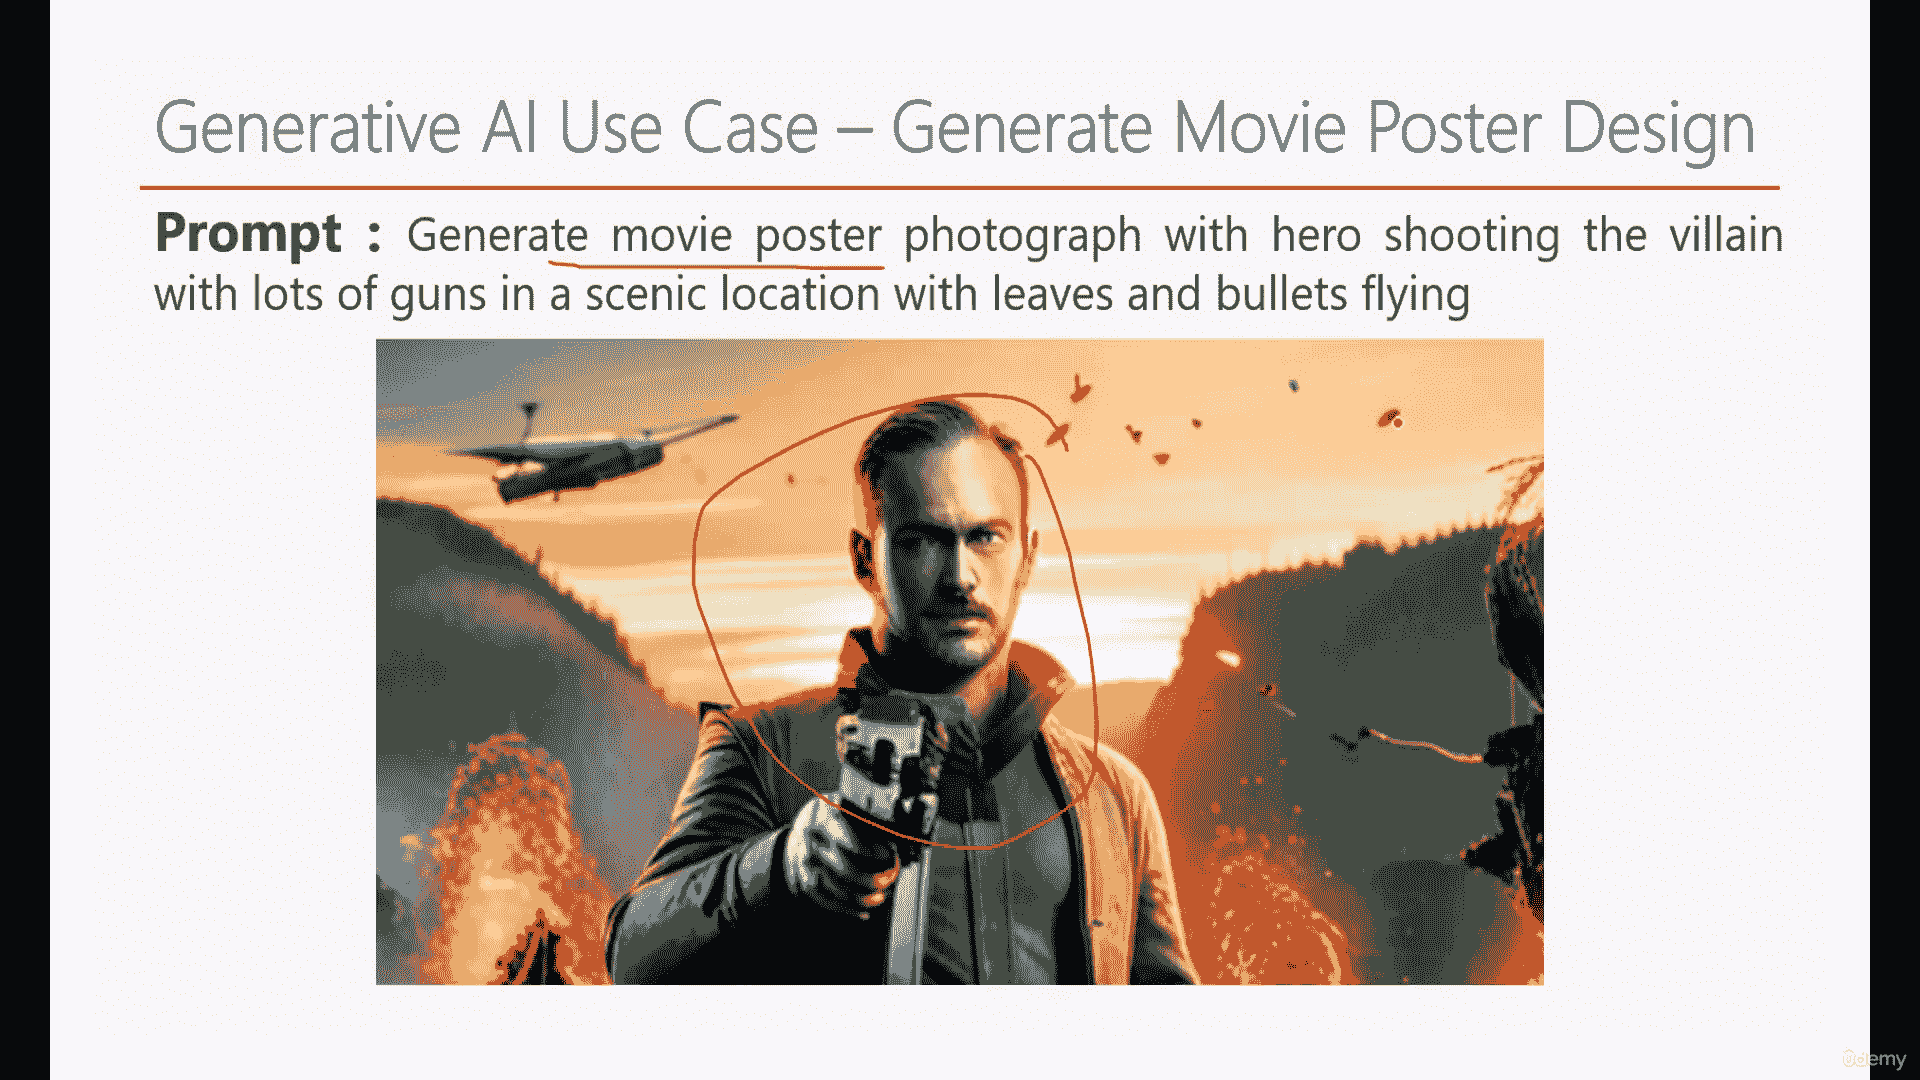 Generative AI Use Case – Generate Movie Poster Design
Prompt : Generate movie poster photograph with hero shooting the villain
with lots of guns in a scenic location with leaves and bullets flying
Udemy